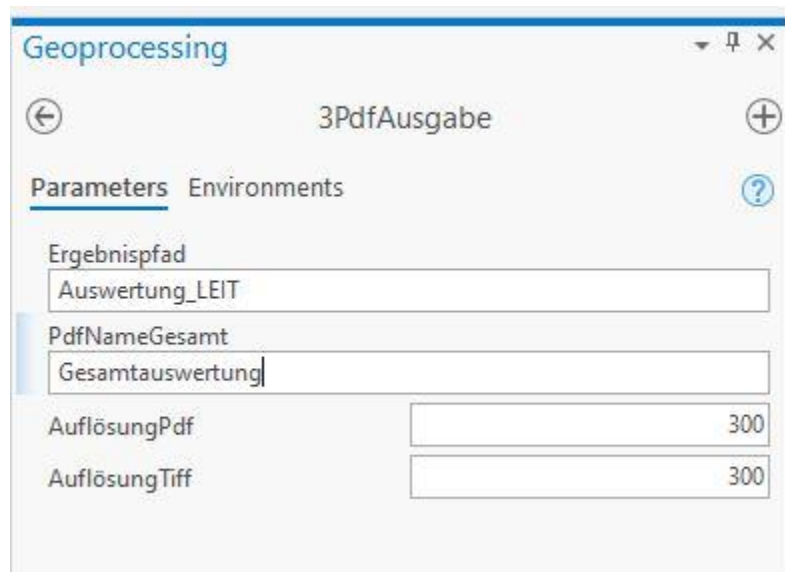 Geoprocessing
3PdfAusgabe
Parameters Environments
Ergebnispfad
Auswertung_LEIT
PdfNameGesamt
Gesamtauswertung
AuflösungPdf 300
AuflösungTiff 300